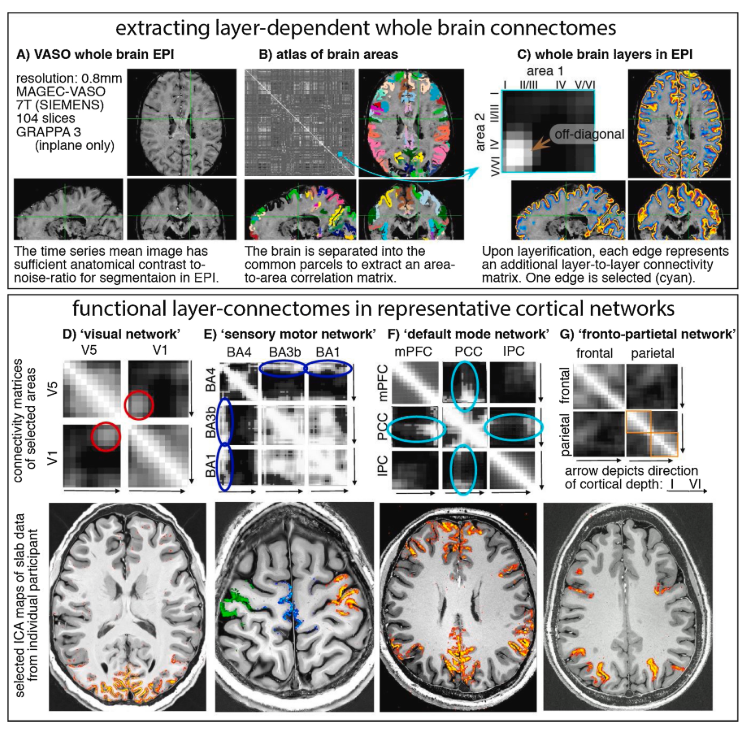 extracting layer-dependent whole brain connectomes
A) VASO whole brain EPI
resolution: 0.8mm
MAGEC-VASO
7T (SIEMENS)
104 slices
GRAPPA 3
(inplane only)
The time series mean image has
sufficient anatomical contrast to-
noise-ratio for segmentaion in EPI.
B) atlas of brain areas
The brain is separated into the
common parcels to extract an area-
to-area correlation matrix.
C) whole brain layers in EPI
area 1
I II/III IV V/VI
area 2
I II/III IV V/VI
off-diagonal
Upon layerification, each edge represents
an additional layer-to-layer connectivity
matrix. One edge is selected (cyan).
functional layer-connectomes in representative cortical networks
connectivity matrices
of selected areas
D) 'visual network'
V5 V1
V5
V1
E) 'sensory motor network'
BA4 BA3b BA1
BA4
BA3b
BA1
F) 'default mode network'
mPFC PCC IPC
mPFC
PCC
IPC
G) 'fronto-partietal network'
frontal parietal
frontal
parietal
arrow depicts direction
of cortical depth: I VI
selected ICA maps of slab data
from individual participant